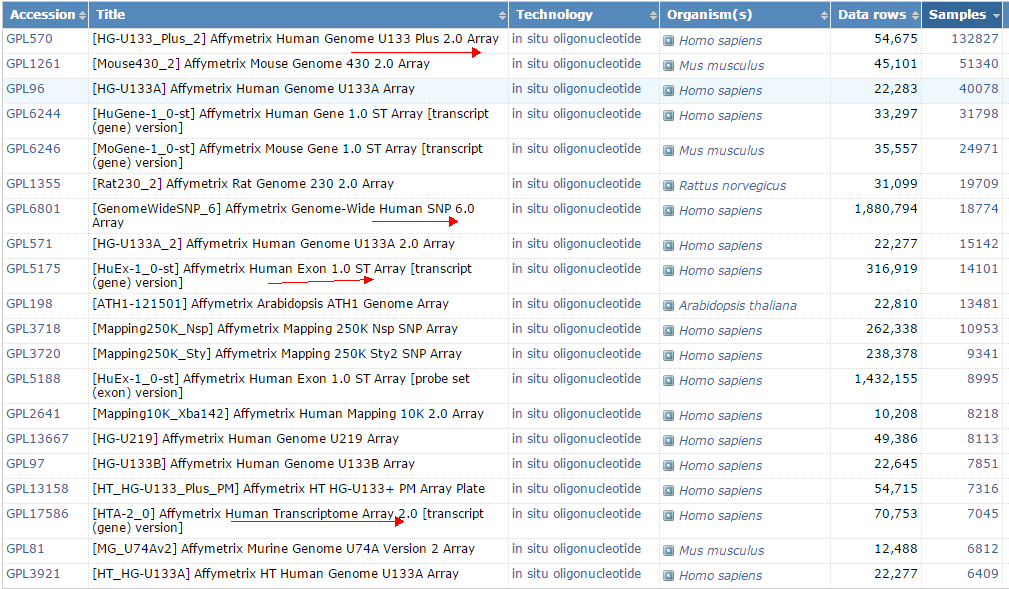 Accession Title Technology Organism(s) Data rows Samples
GPL570 [HG-U133_Plus_2] Affymetrix Human Genome U133 Plus 2.0 Array in situ oligonucleotide Homo sapiens 54,675 132827
GPL1261 [Mouse430_2] Affymetrix Mouse Genome 430 2.0 Array in situ oligonucleotide Mus musculus 45,101 51340
GPL96 [HG-U133A] Affymetrix Human Genome U133A Array in situ oligonucleotide Homo sapiens 22,283 40078
GPL6244 [HuGene-1_0-st] Affymetrix Human Gene 1.0 ST Array [transcript in situ oligonucleotide Homo sapiens 33,297 31798
(gene) version]
GPL6246 [MoGene-1_0-st] Affymetrix Mouse Gene 1.0 ST Array [transcript in situ oligonucleotide Mus musculus 35,557 24971
(gene) version]
GPL1355 [Rat230_2] Affymetrix Rat Genome 230 2.0 Array in situ oligonucleotide Rattus norvegicus 31,099 19709
GPL6801 [GenomeWideSNP_6] Affymetrix Genome-Wide Human SNP 6.0 in situ oligonucleotide Homo sapiens 1,880,794 18774
Array
GPL571 [HG-U133A_2] Affymetrix Human Genome U133A 2.0 Array in situ oligonucleotide Homo sapiens 22,277 15142
GPL5175 [HuEx-1_0-st] Affymetrix Human Exon 1.0 ST Array [transcript in situ oligonucleotide Homo sapiens 316,919 14101
(gene) version]
GPL198 [ATH1-121501] Affymetrix Arabidopsis ATH1 Genome Array in situ oligonucleotide Arabidopsis thaliana 22,810 13481
GPL3718 [Mapping250K_Nsp] Affymetrix Mapping 250K Nsp SNP Array in situ oligonucleotide Homo sapiens 262,338 10953
GPL3720 [Mapping250K_Sty] Affymetrix Mapping 250K Sty2 SNP Array in situ oligonucleotide Homo sapiens 238,378 9341
GPL5188 [HuEx-1_0-st] Affymetrix Human Exon 1.0 ST Array [probe set in situ oligonucleotide Homo sapiens 1,432,155 8995
(exon) version]
GPL2641 [Mapping10K_Xba142] Affymetrix Human Mapping 10K 2.0 Array in situ oligonucleotide Homo sapiens 10,208 8218
GPL13667 [HG-U219] Affymetrix Human Genome U219 Array in situ oligonucleotide Homo sapiens 49,386 8113
GPL97 [HG-U133B] Affymetrix Human Genome U133B Array in situ oligonucleotide Homo sapiens 22,645 7851
GPL13158 [HT_HG-U133_Plus_PM] Affymetrix HT HG-U133+ PM Array Plate in situ oligonucleotide Homo sapiens 54,715 7316
GPL17586 [HTA-2_0] Affymetrix Human Transcriptome Array 2.0 [transcript in situ oligonucleotide Homo sapiens 70,753 7045
(gene) version]
GPL81 [MG_U74Av2] Affymetrix Murine Genome U74A Version 2 Array in situ oligonucleotide Mus musculus 12,488 6812
GPL3921 [HT_HG-U133A] Affymetrix HT Human Genome U133A Array in situ oligonucleotide Homo sapiens 22,277 6409